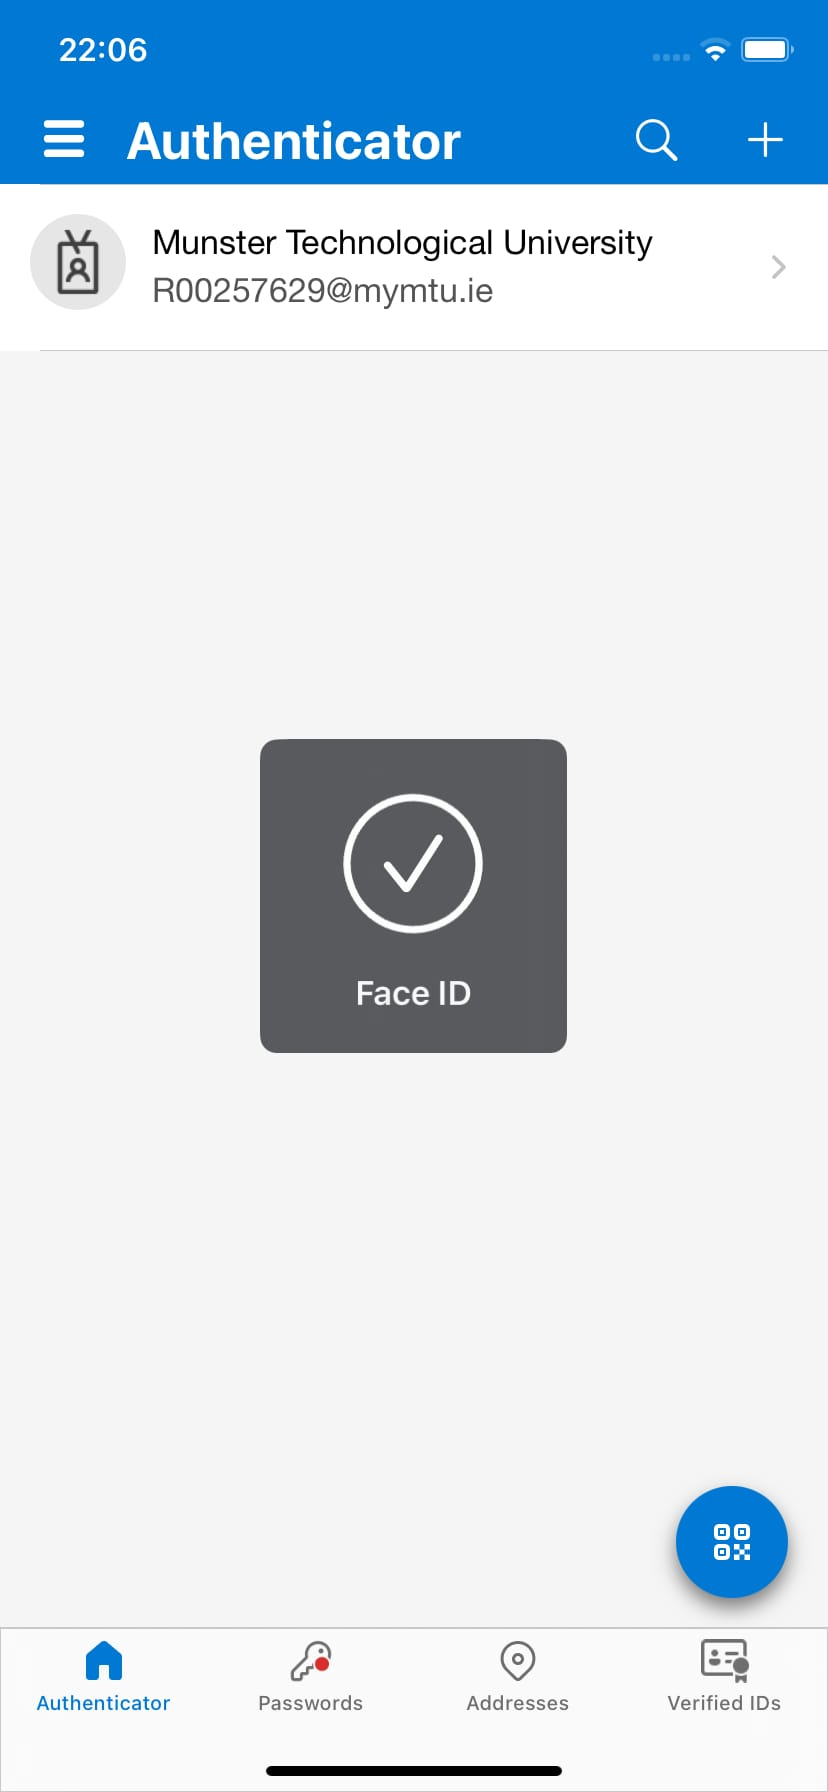 22:06
Authenticator
Munster Technological University
R00257629@mymtu.ie
Face ID
Authenticator
Passwords
Addresses
Verified IDs